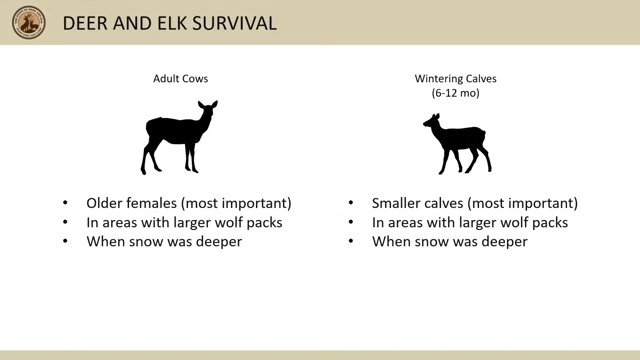 DEER AND ELK SURVIVAL
Adult Cows
• Older females (most important)
• In areas with larger wolf packs
• When snow was deeper
Wintering Calves
(6-12 mo)
• Smaller calves (most important)
• In areas with larger wolf packs
• When snow was deeper